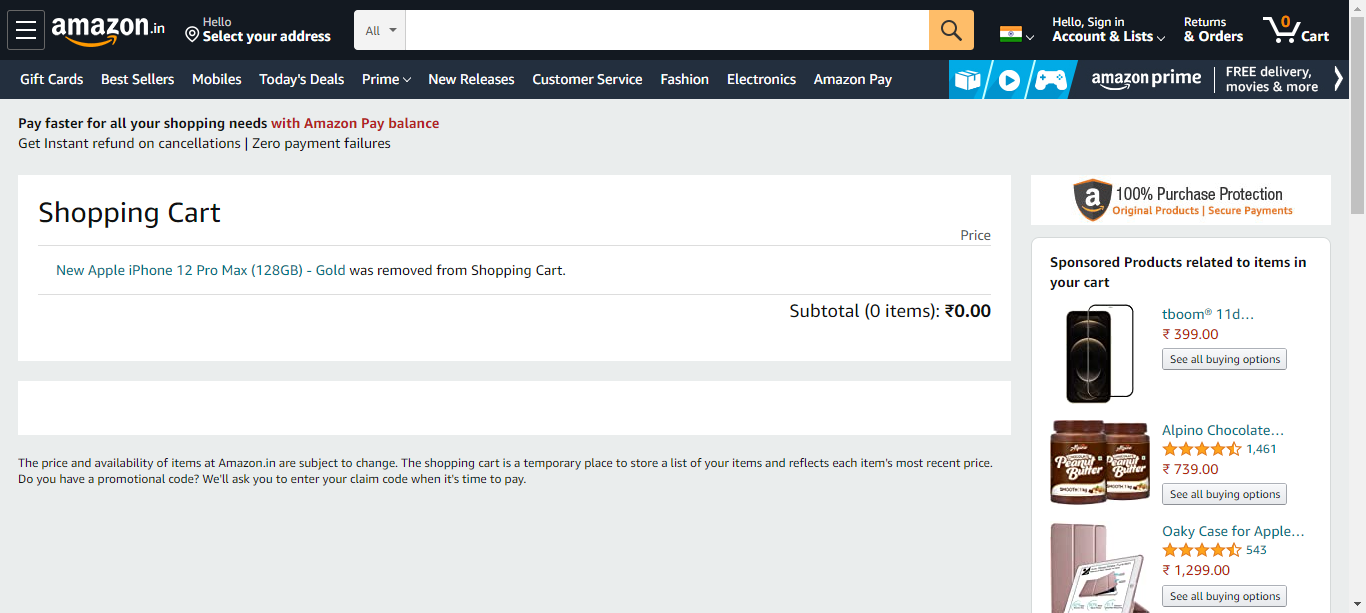 amazon.in
Hello
Select your address
All
Hello, Sign in
Account & Lists
Returns
& Orders
0
Cart
Gift Cards
Best Sellers
Mobiles
Today's Deals
Prime
New Releases
Customer Service
Fashion
Electronics
Amazon Pay
amazon prime
FREE delivery,
movies & more
Pay faster for all your shopping needs with Amazon Pay balance
Get Instant refund on cancellations | Zero payment failures
Shopping Cart
Price
New Apple iPhone 12 Pro Max (128GB) - Gold was removed from Shopping Cart.
Subtotal (0 items): ₹0.00
The price and availability of items at Amazon.in are subject to change. The shopping cart is a temporary place to store a list of your items and reflects each item's most recent price.
Do you have a promotional code? We'll ask you to enter your claim code when it's time to pay.
a
100% Purchase Protection
Original Products | Secure Payments
Sponsored Products related to items in
your cart
tboom® 11d...
₹ 399.00
See all buying options
Alpino Chocolate...
1,461
₹ 739.00
See all buying options
Peanut
Butter
SMOOTH 1 kg
Oaky Case for Apple...
543
₹ 1,299.00
See all buying options